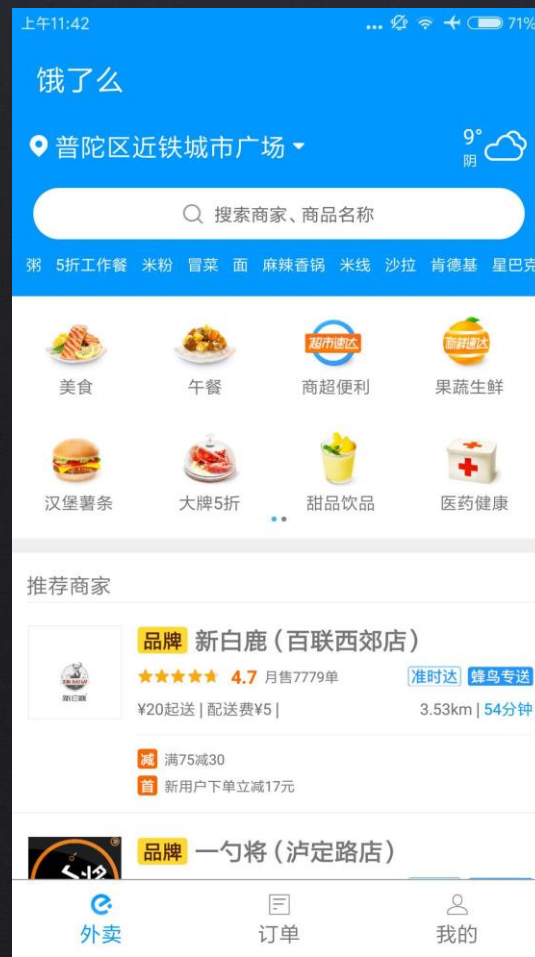 上午11:42 ... 71%
饿了么
普陀区近铁城市广场 9°
阴
搜索商家、商品名称
粥 5折工作餐 米粉 冒菜 面 麻辣香锅 米线 沙拉 肯德基 星巴克
超市速达 新鲜速达
美食 午餐 商超便利 果蔬生鲜
汉堡薯条 大牌5折 甜品饮品 医药健康
推荐商家
品牌 新白鹿(百联西郊店)
4.7 月售7779单 准时达 蜂鸟专送
¥20起送 | 配送费¥5 | 3.53km | 54分钟
新白鹿
减 满75减30
首 新用户下单立减17元
品牌 一勺将(泸定路店)
外卖 订单 我的